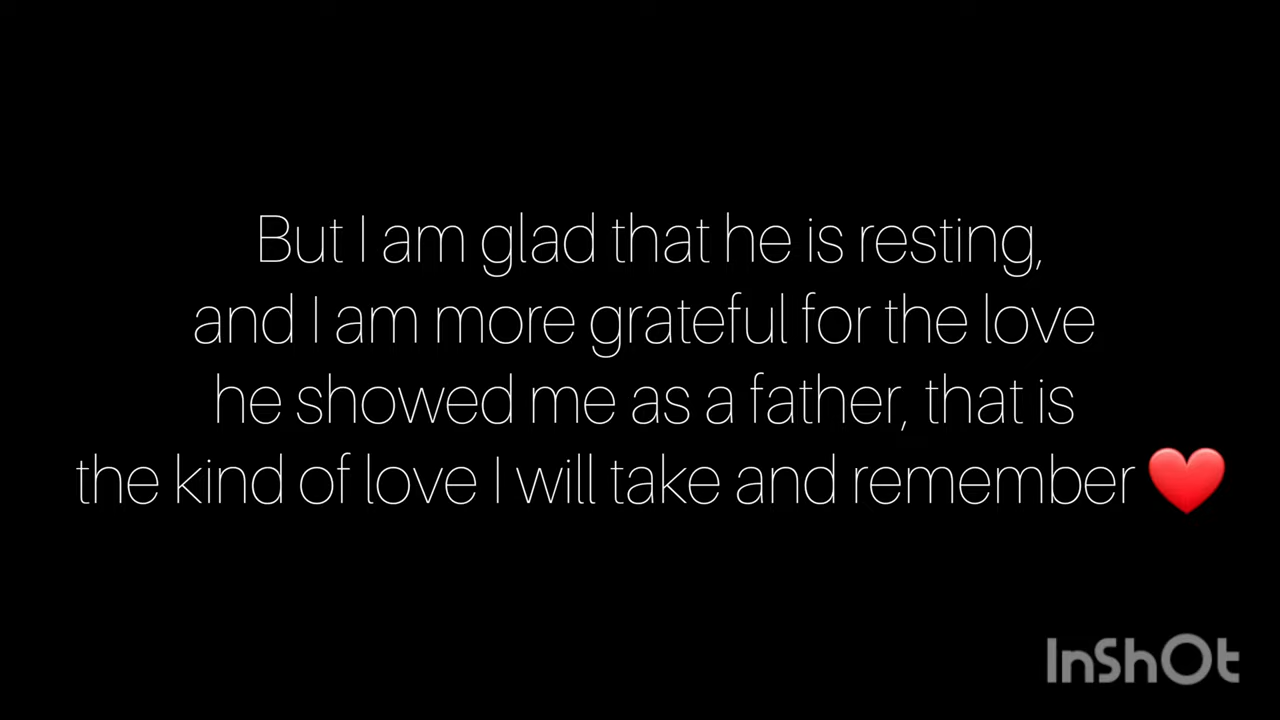 But I am glad that he is resting,
and I am more grateful for the love
he showed me as a father, that is
the kind of love I will take and remember ❤️
InShOt